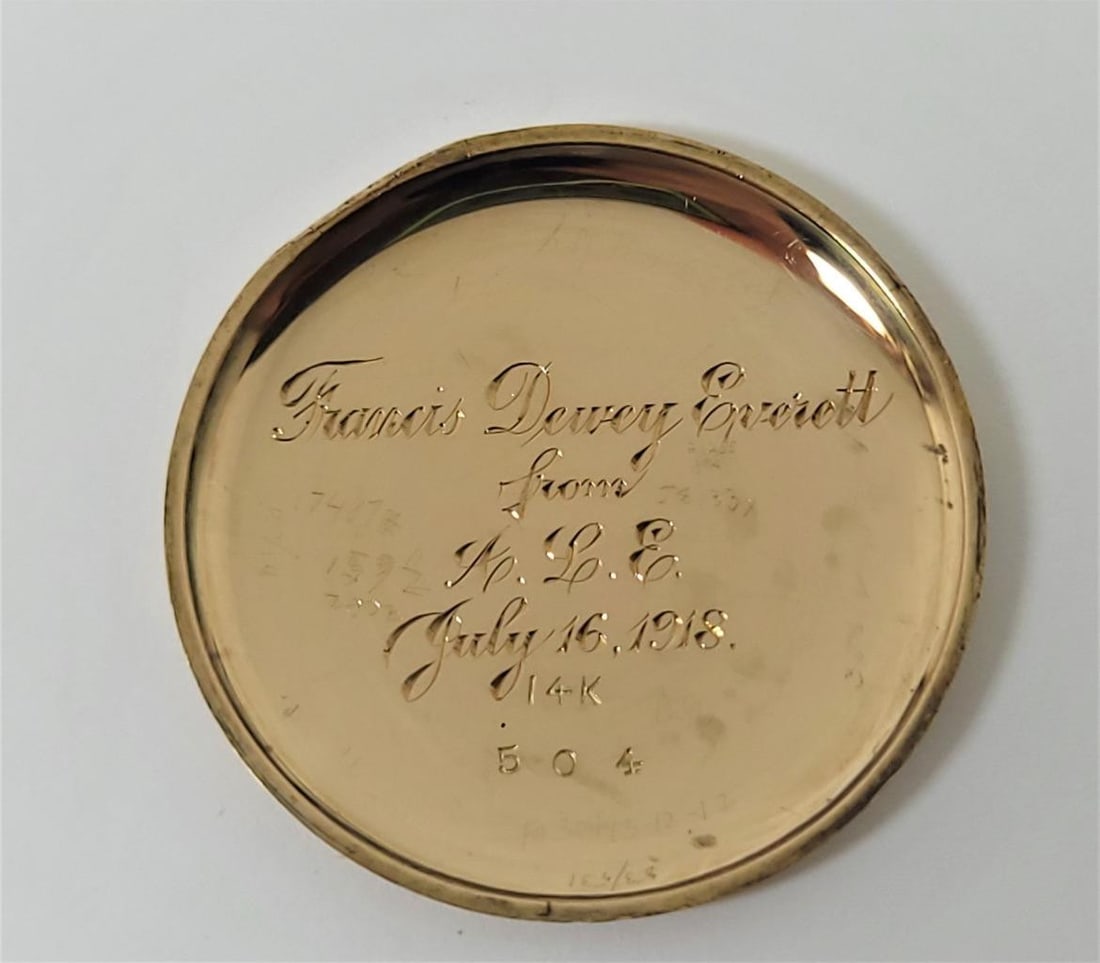 Francis Dewey Everett
from
A. L. E.
July 16, 1918.
14K
504